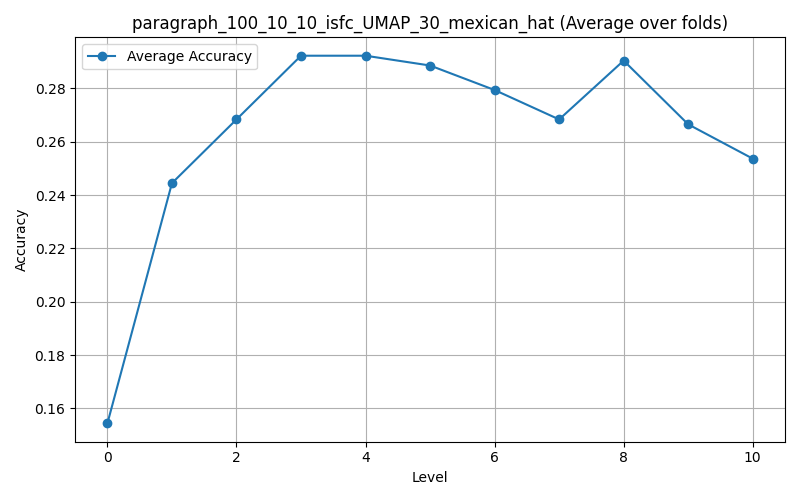 paragraph_100_10_10_isfc_UMAP_30_mexican_hat (Average over folds)
Average Accuracy
Accuracy
0.28
0.26
0.24
0.22
0.20
0.18
0.16
0 2 4 6 8 10
Level